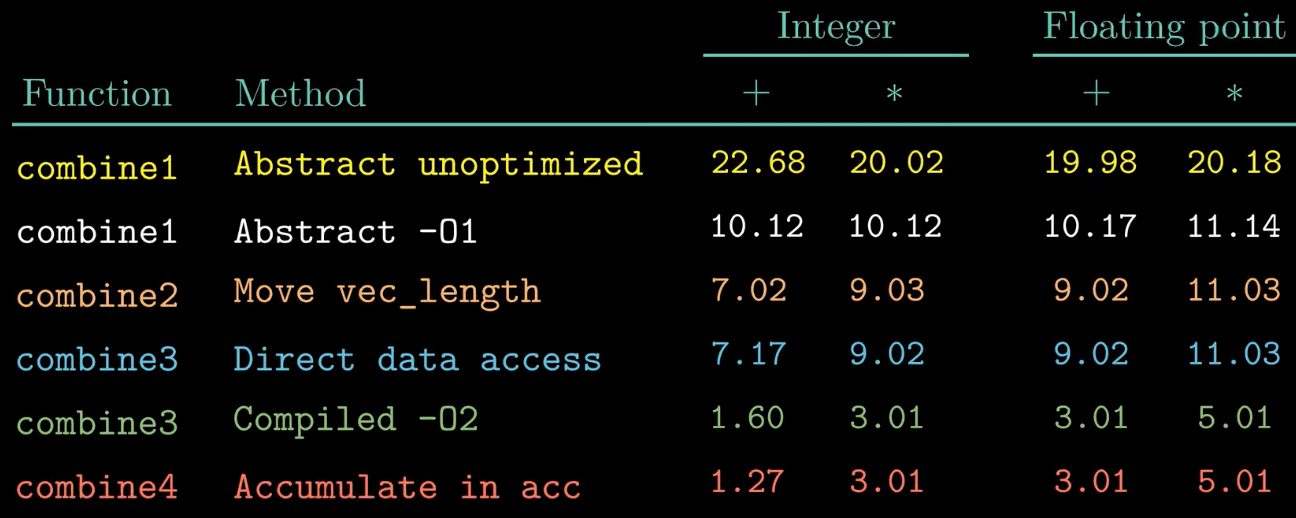 Integer Floating point
Function Method + * + *
combine1 Abstract unoptimized 22.68 20.02 19.98 20.18
combine1 Abstract -O1 10.12 10.12 10.17 11.14
combine2 Move vec_length 7.02 9.03 9.02 11.03
combine3 Direct data access 7.17 9.02 9.02 11.03
combine3 Compiled -O2 1.60 3.01 3.01 5.01
combine4 Accumulate in acc 1.27 3.01 3.01 5.01